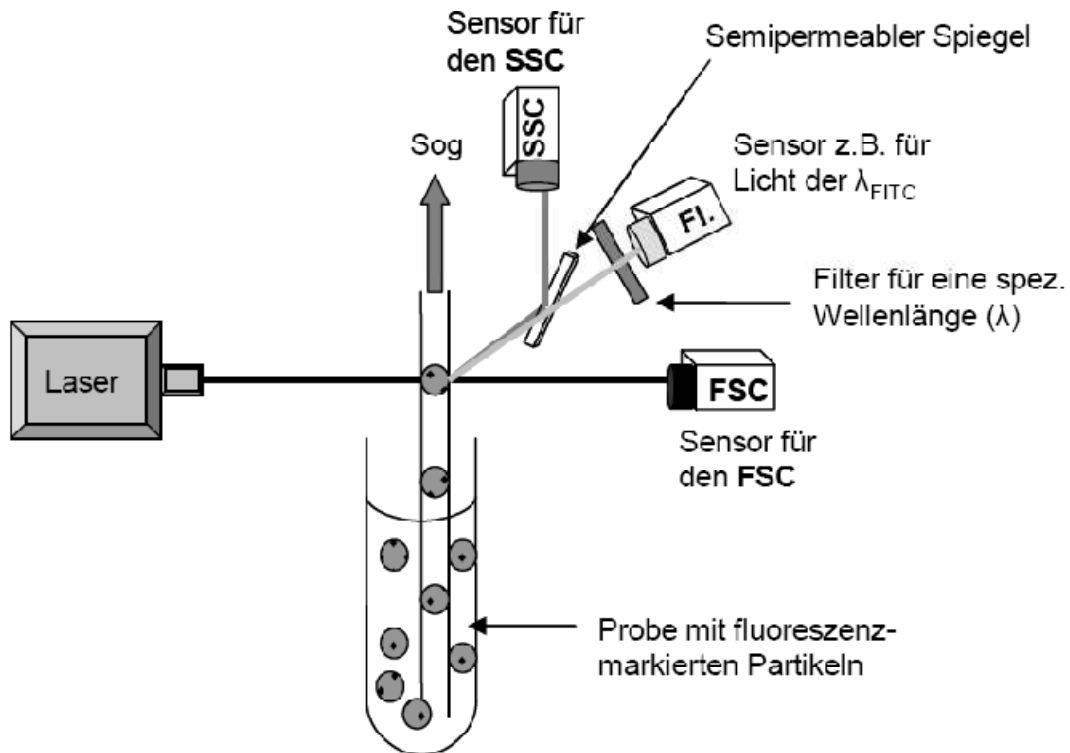 Sensor für
den SSC
Semipermeabler Spiegel
SSC
Sog
Sensor z.B. für
Licht der λFITC
Fl.
Filter für eine spez.
Wellenlänge (λ)
Laser
FSC
Sensor für
den FSC
Probe mit fluoreszenz-
markierten Partikeln